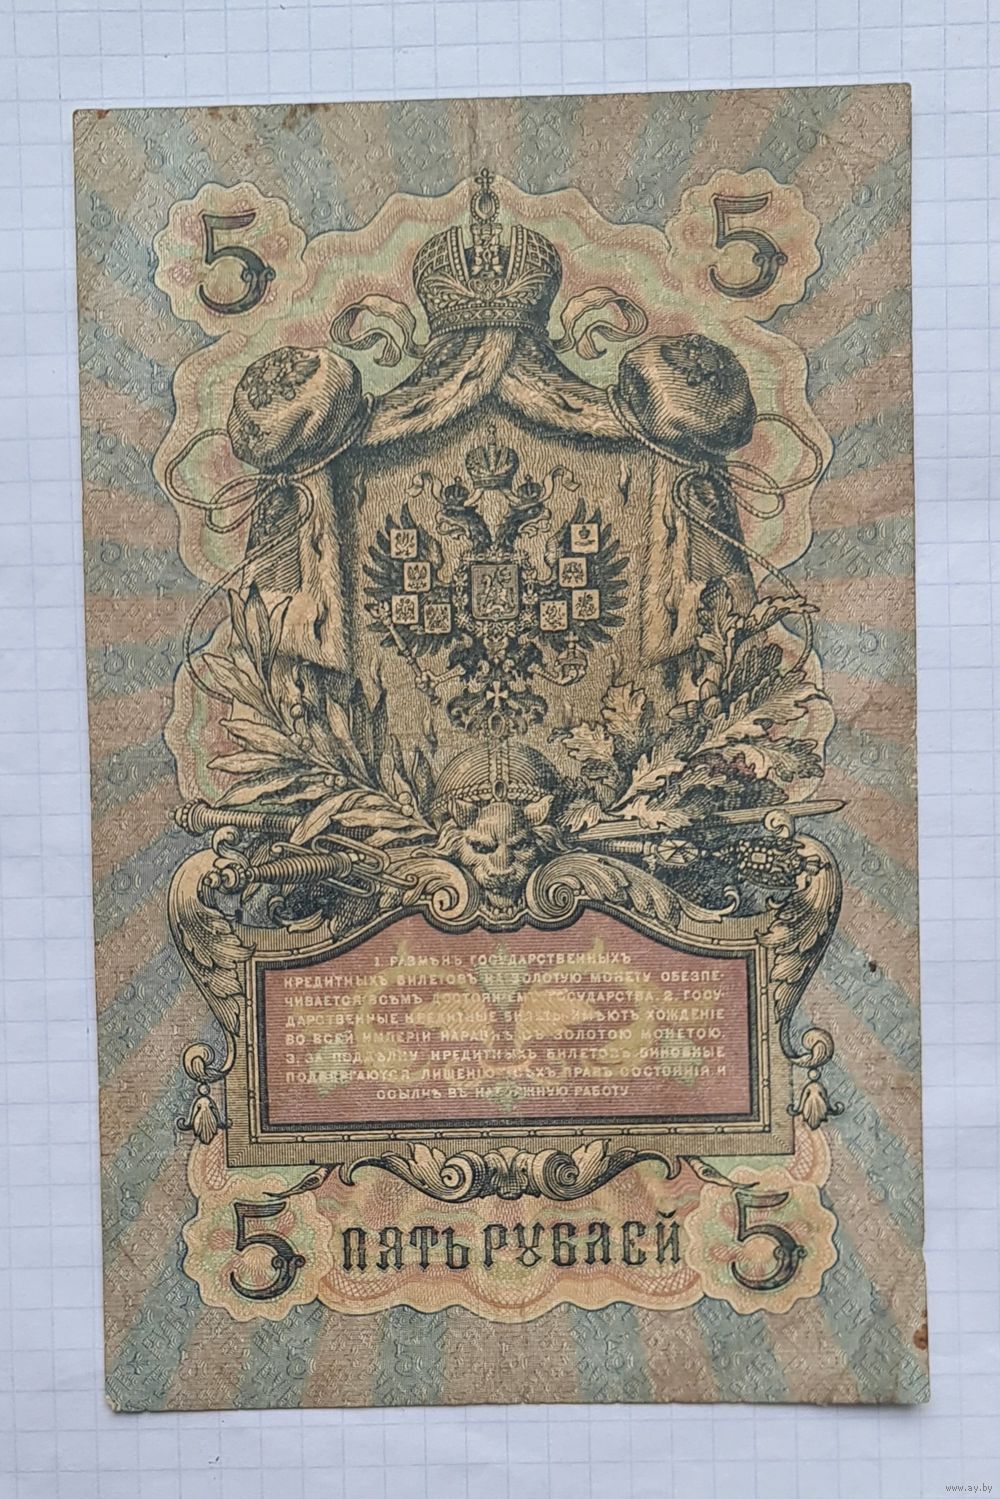 5 5
1. РАЗМѢНЪ ГОСУДАРСТВЕННЫХЪ
КРЕДИТНЫХЪ БИЛЕТОВЪ НА ЗОЛОТУЮ МОНЕТУ ОБЕЗПЕ-
ЧИВАЕТСЯ ВСѢМЪ ДОСТОЯНІЕМЪ ГОСУДАРСТВА. 2. ГОСУ-
ДАРСТВЕННЫЕ КРЕДИТНЫЕ БИЛЕТЫ ИМѢЮТЪ ХОЖДЕНІЕ
ВО ВСЕЙ ИМПЕРІИ НАРАВНѢ СЪ ЗОЛОТОЮ МОНЕТОЮ.
3. ЗА ПОДДѢЛКУ КРЕДИТНЫХЪ БИЛЕТОВЪ ВИНОВНЫЕ
ПОДВЕРГАЮТСЯ ЛИШЕНІЮ ВСѢХЪ ПРАВЪ СОСТОЯНІЯ И
ССЫЛКѢ ВЪ КАТОРЖНУЮ РАБОТУ
5 ПЯТЬ РУБЛЕЙ 5
www.ay.by